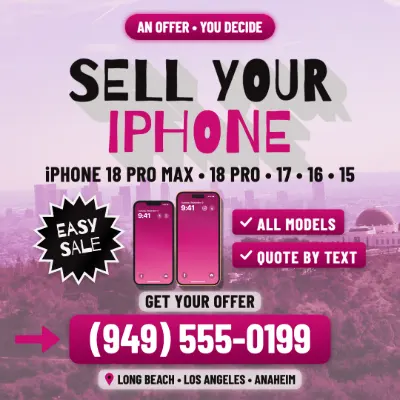 AN OFFER • YOU DECIDE
SELL YOUR
IPHONE
iPHONE 18 PRO MAX • 18 PRO • 17 • 16 • 15
EASY
SALE
9:41
9:41
✓ ALL MODELS
✓ QUOTE BY TEXT
GET YOUR OFFER
(949) 555-0199
LONG BEACH • LOS ANGELES • ANAHEIM